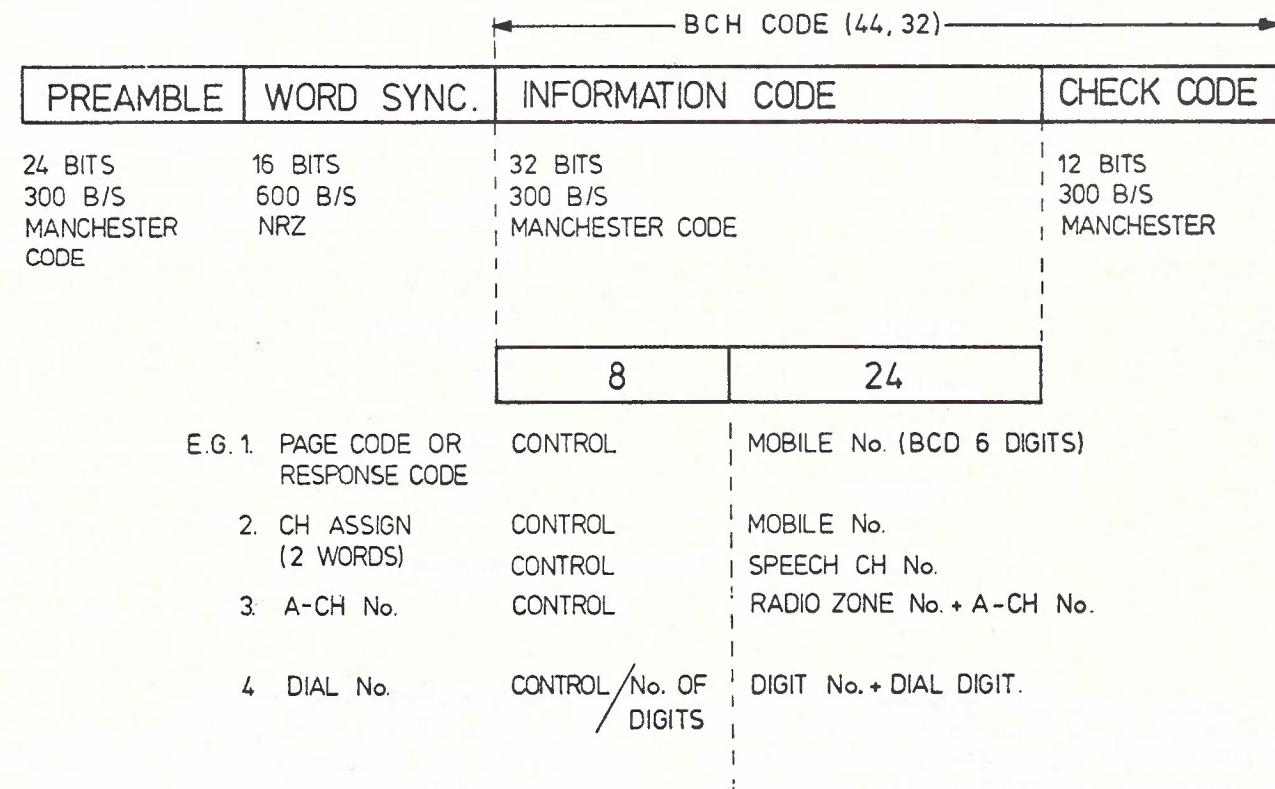 BCH CODE (44,32)
PREAMBLE WORD SYNC. INFORMATION CODE CHECK CODE
24 BITS 16 BITS 32 BITS 12 BITS
300 B/S 600 B/S 300 B/S 300 B/S
MANCHESTER NRZ MANCHESTER CODE MANCHESTER
CODE
8 24
E.G. 1. PAGE CODE OR CONTROL MOBILE No. (BCD 6 DIGITS)
RESPONSE CODE
2. CH ASSIGN CONTROL MOBILE No.
(2 WORDS) CONTROL SPEECH CH No.
3. A-CH No. CONTROL RADIO ZONE No. + A-CH No.
4 DIAL No. CONTROL/No. OF DIGIT No. + DIAL DIGIT.
DIGITS